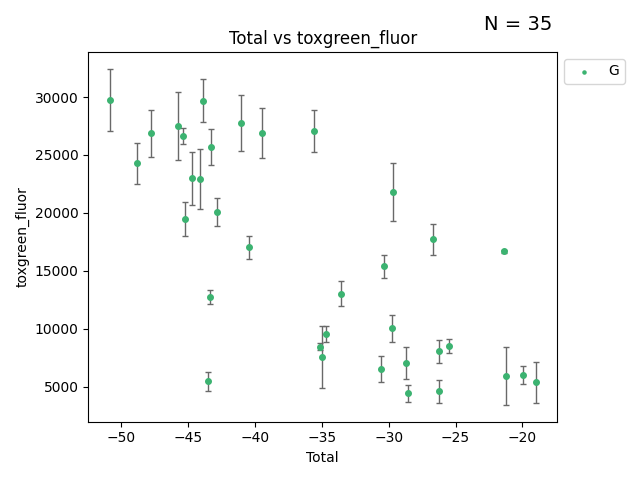 N = 35
Total vs toxgreen_fluor
G
30000
25000
20000
15000
10000
5000
toxgreen_fluor
−50 −45 −40 −35 −30 −25 −20
Total